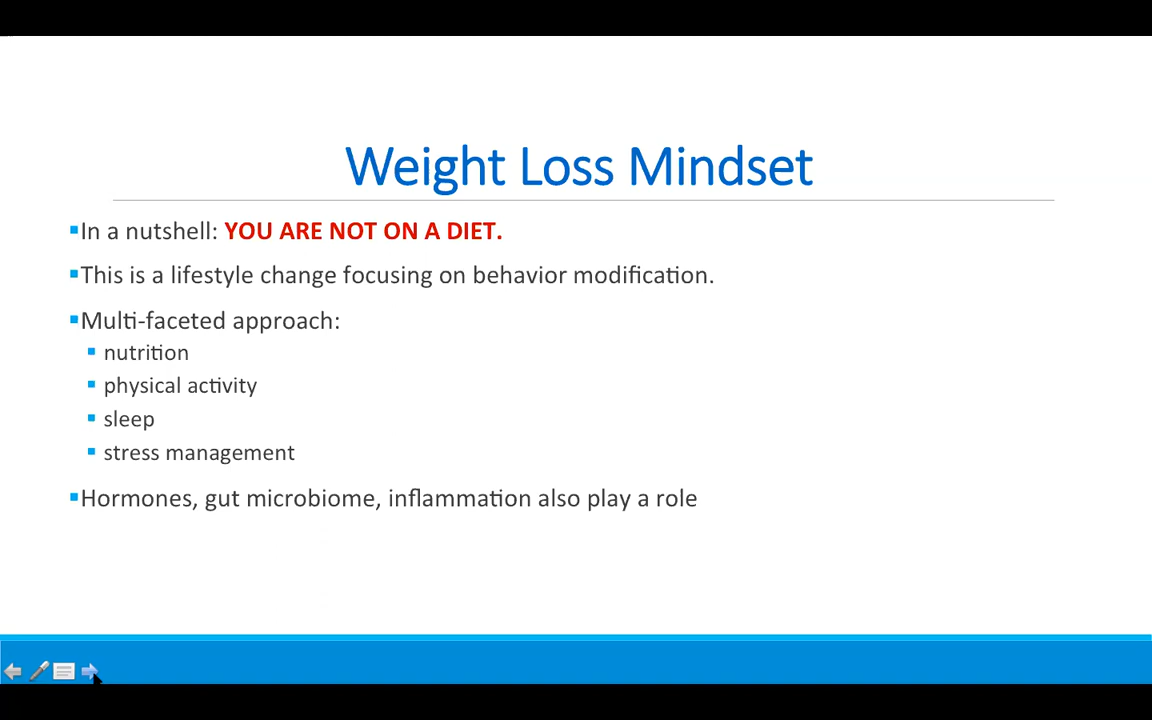 Weight Loss Mindset
▪In a nutshell: YOU ARE NOT ON A DIET.
▪This is a lifestyle change focusing on behavior modification.
▪Multi-faceted approach:
▪ nutrition
▪ physical activity
▪ sleep
▪ stress management
▪Hormones, gut microbiome, inflammation also play a role